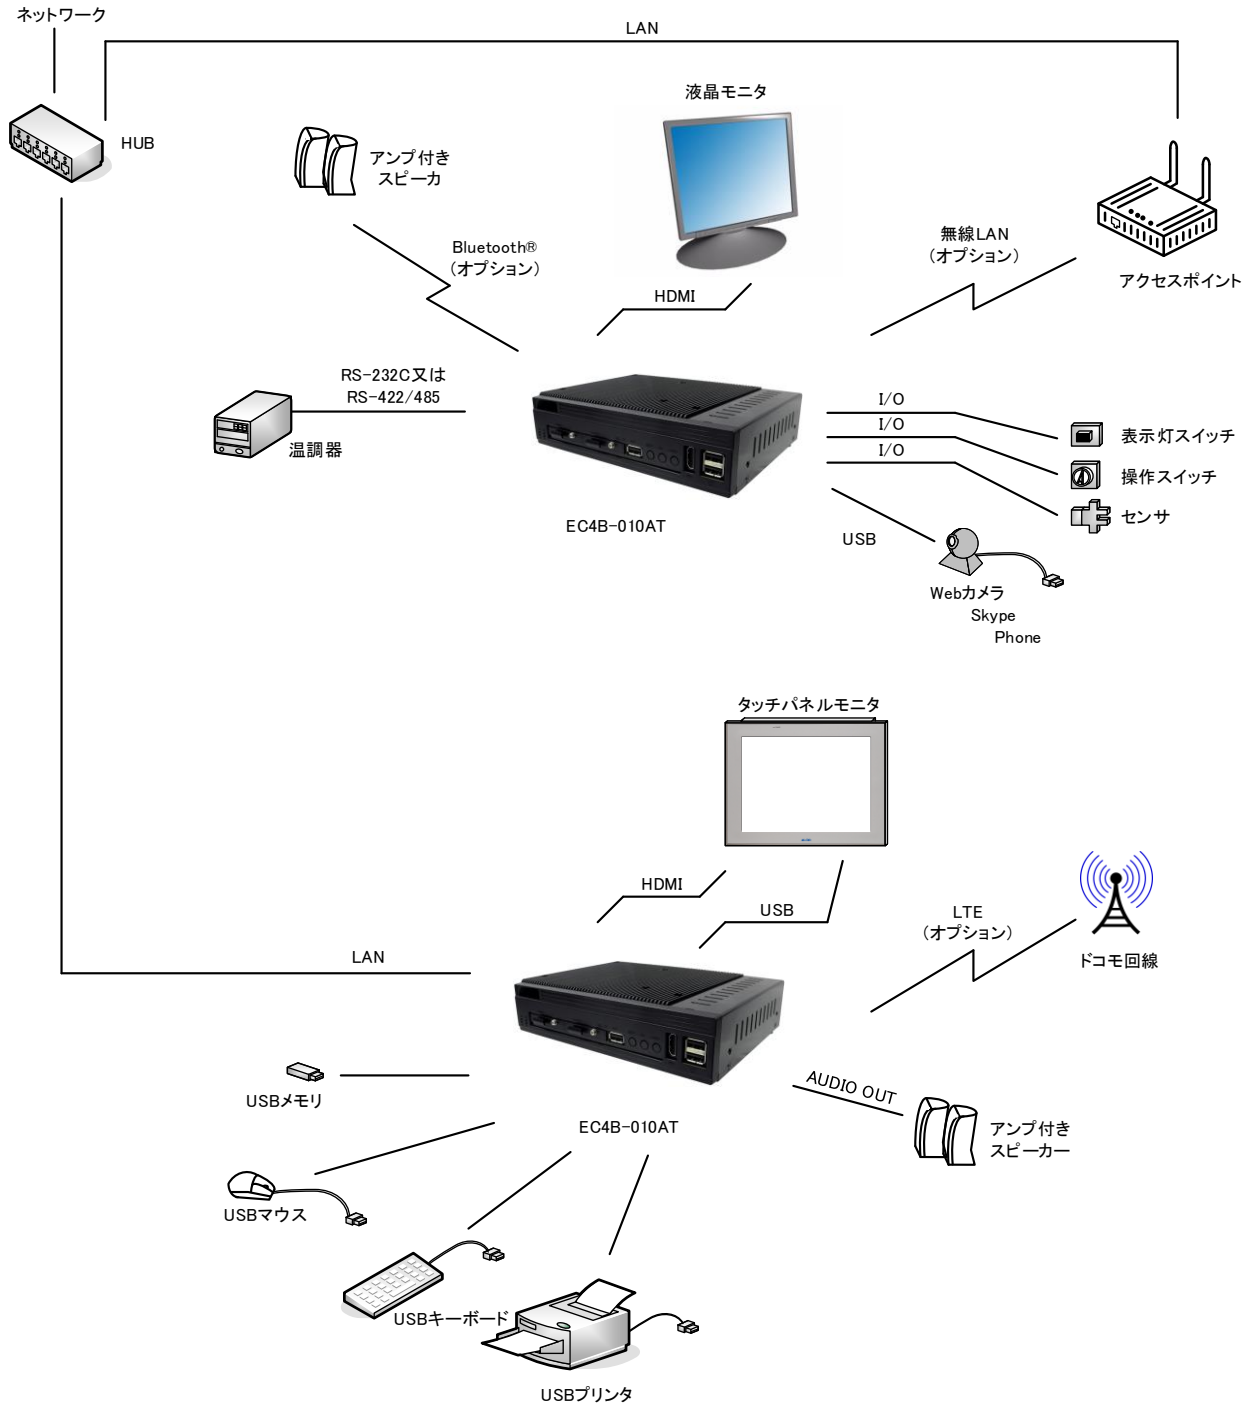 ネットワーク
LAN
HUB
液晶モニタ
アンプ付き
スピーカ
Bluetooth®
(オプション)
HDMI
無線LAN
(オプション)
アクセスポイント
RS-232C又は
RS-422/485
温調器
I/O
I/O
I/O
表示灯スイッチ
操作スイッチ
センサ
EC4B-010AT
USB
Webカメラ
Skype
Phone
タッチパネルモニタ
HDMI
USB
LTE
(オプション)
ドコモ回線
LAN
USBメモリ
AUDIO OUT
EC4B-010AT
アンプ付き
スピーカー
USBマウス
USBキーボード
USBプリンタ